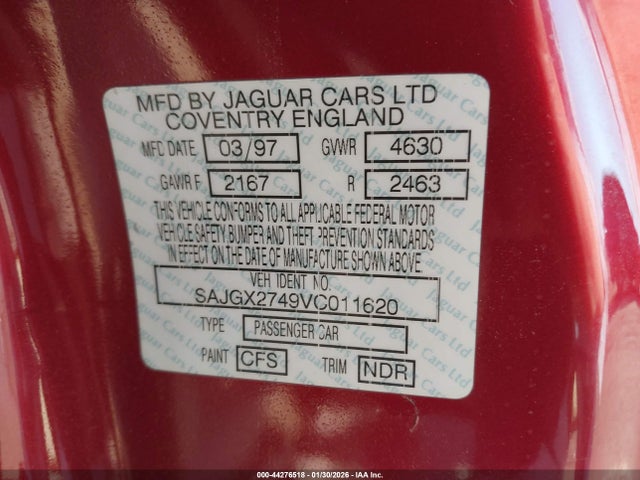 MFD BY JAGUAR CARS LTD
COVENTRY ENGLAND
MFC DATE 03/97 GVWR 4630
GAWR F 2167 R 2463
THIS VEHICLE CONFORMS TO ALL APPLICABLE FEDERAL MOTOR
VEHICLE SAFETY, BUMPER AND THEFT PREVENTION STANDARDS
IN EFFECT ON THE DATE OF MANUFACTURE SHOWN ABOVE.
VEH IDENT NO.
SAJGX2749VC011620
TYPE PASSENGER CAR
PAINT CFS TRIM NDR
000-44276518 - 01/30/2026 - IAA Inc.